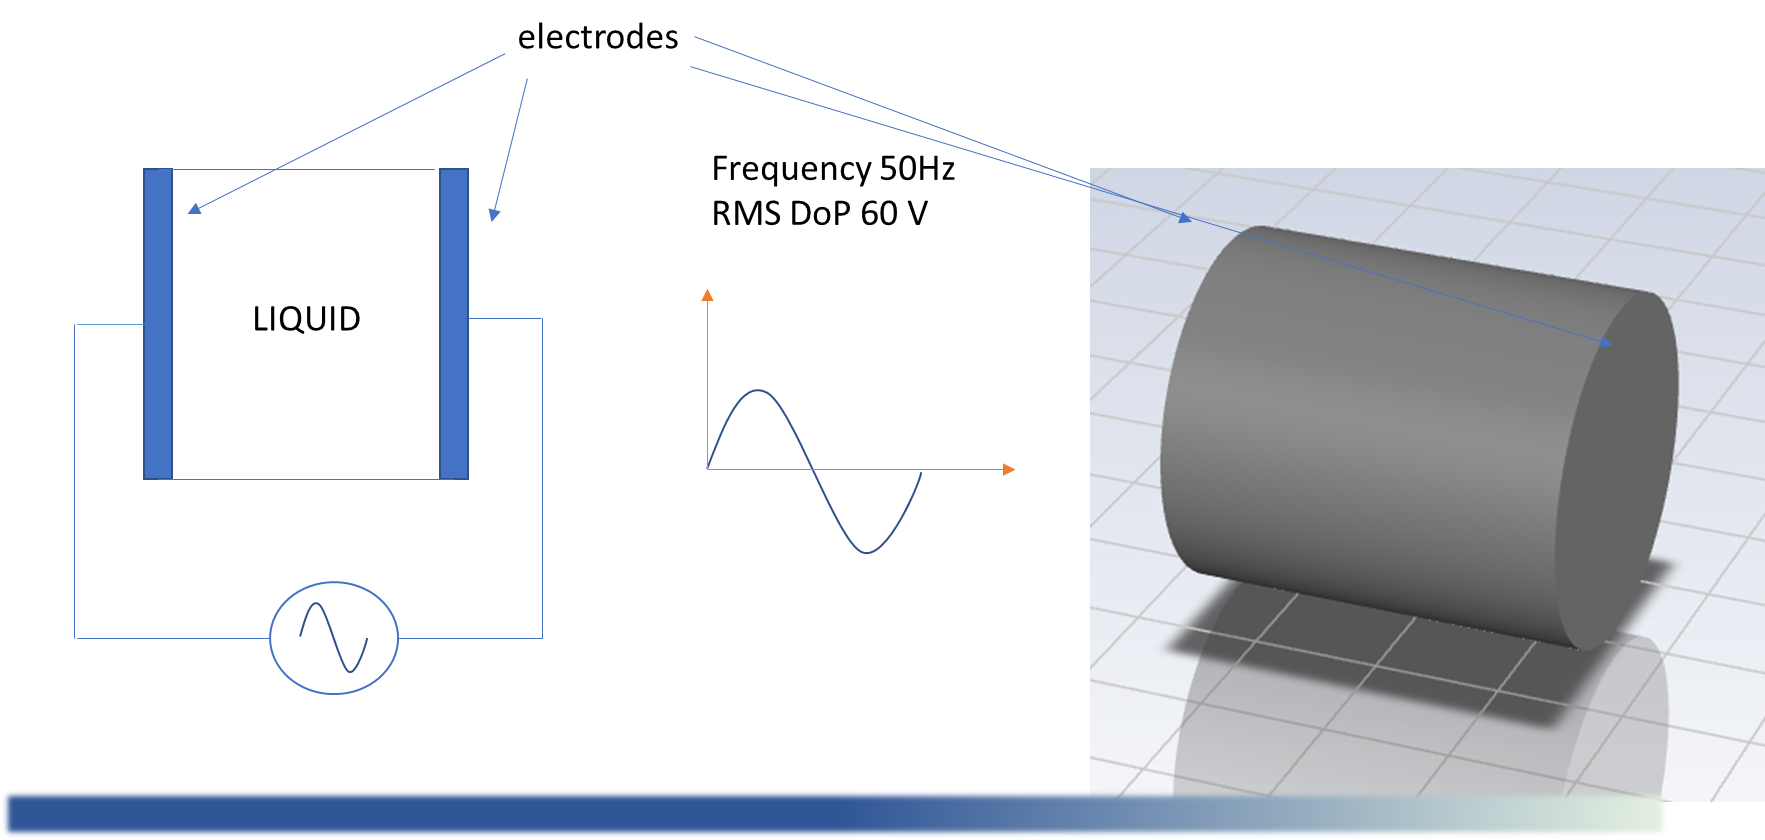 electrodes
Frequency 50Hz
RMS DoP 60 V
LIQUID